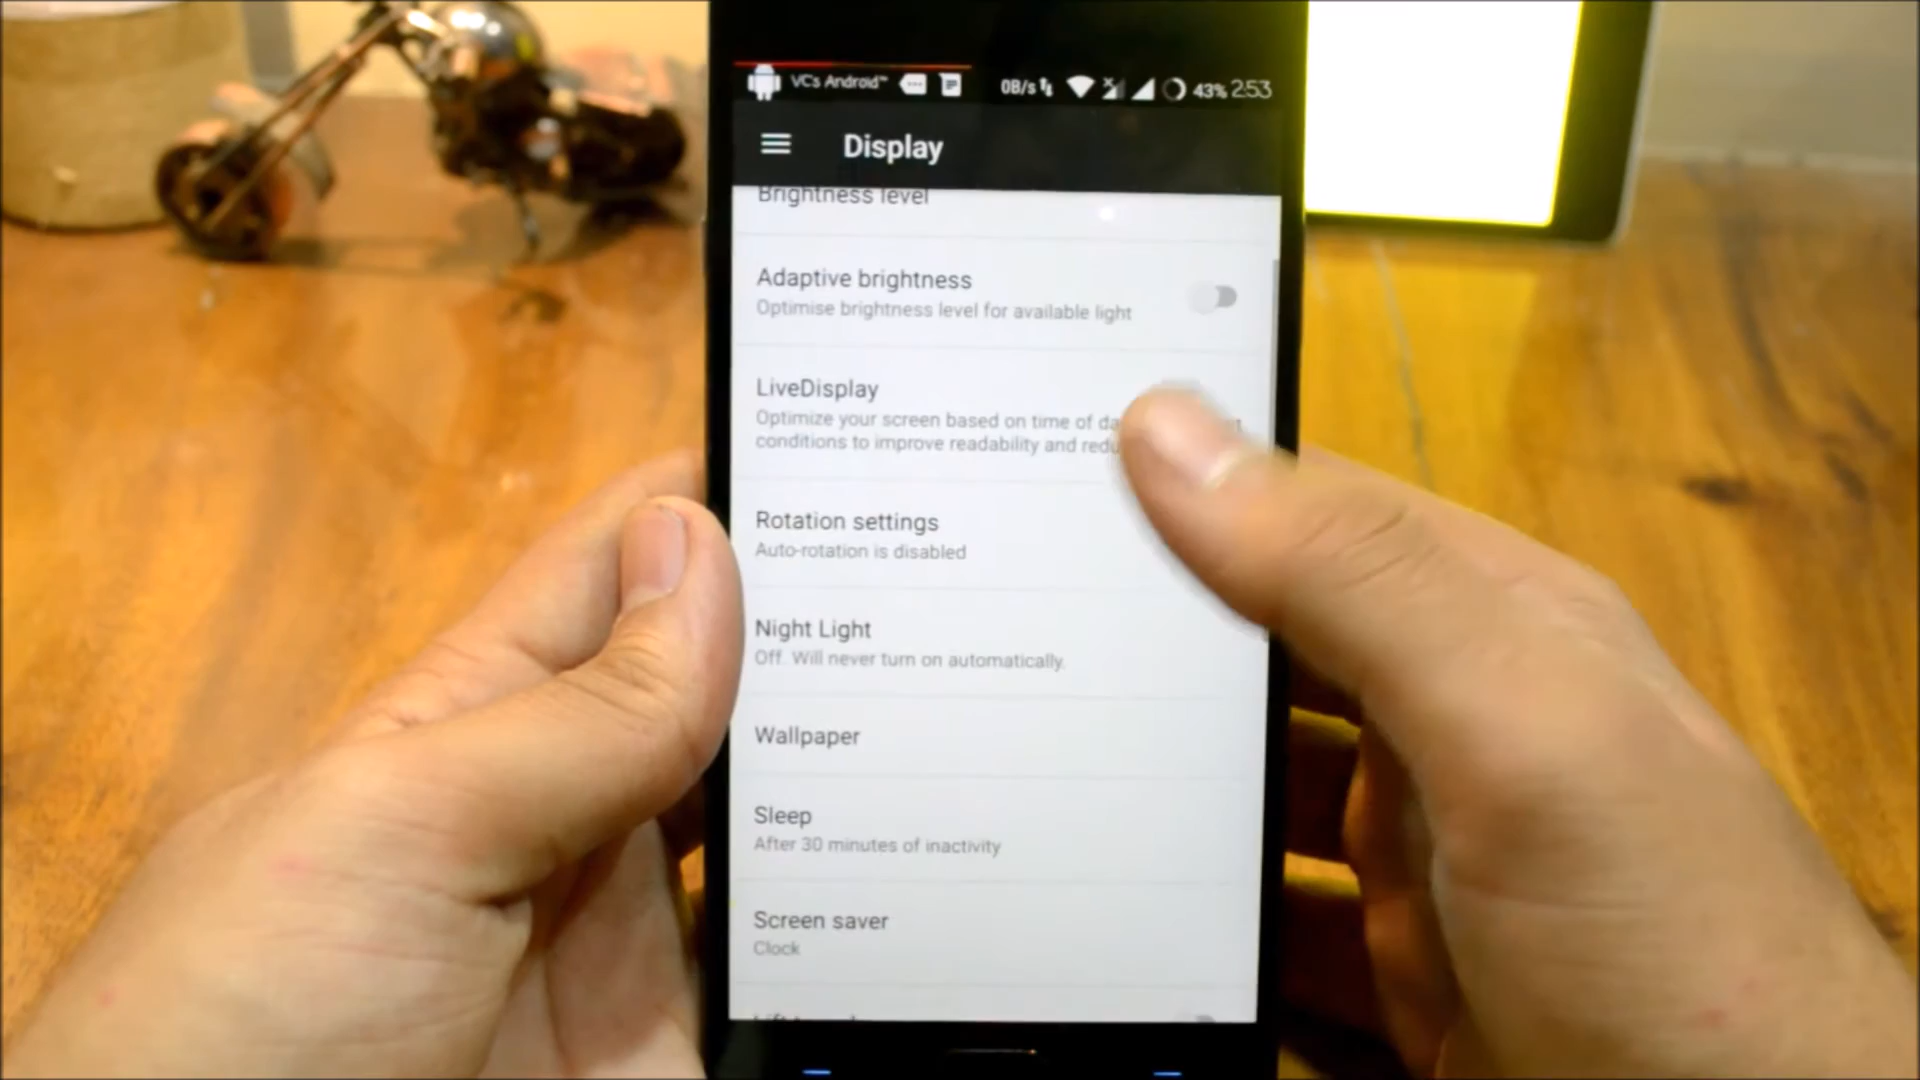 VCs Android™ 0B/s 43% 2:53
Display
Brightness level
Adaptive brightness
Optimise brightness level for available light
LiveDisplay
Optimize your screen based on time of
conditions to improve readability and
Rotation settings
Auto-rotation is disabled
Night Light
Off. Will never turn on automatically.
Wallpaper
Sleep
After 30 minutes of inactivity
Screen saver
Clock